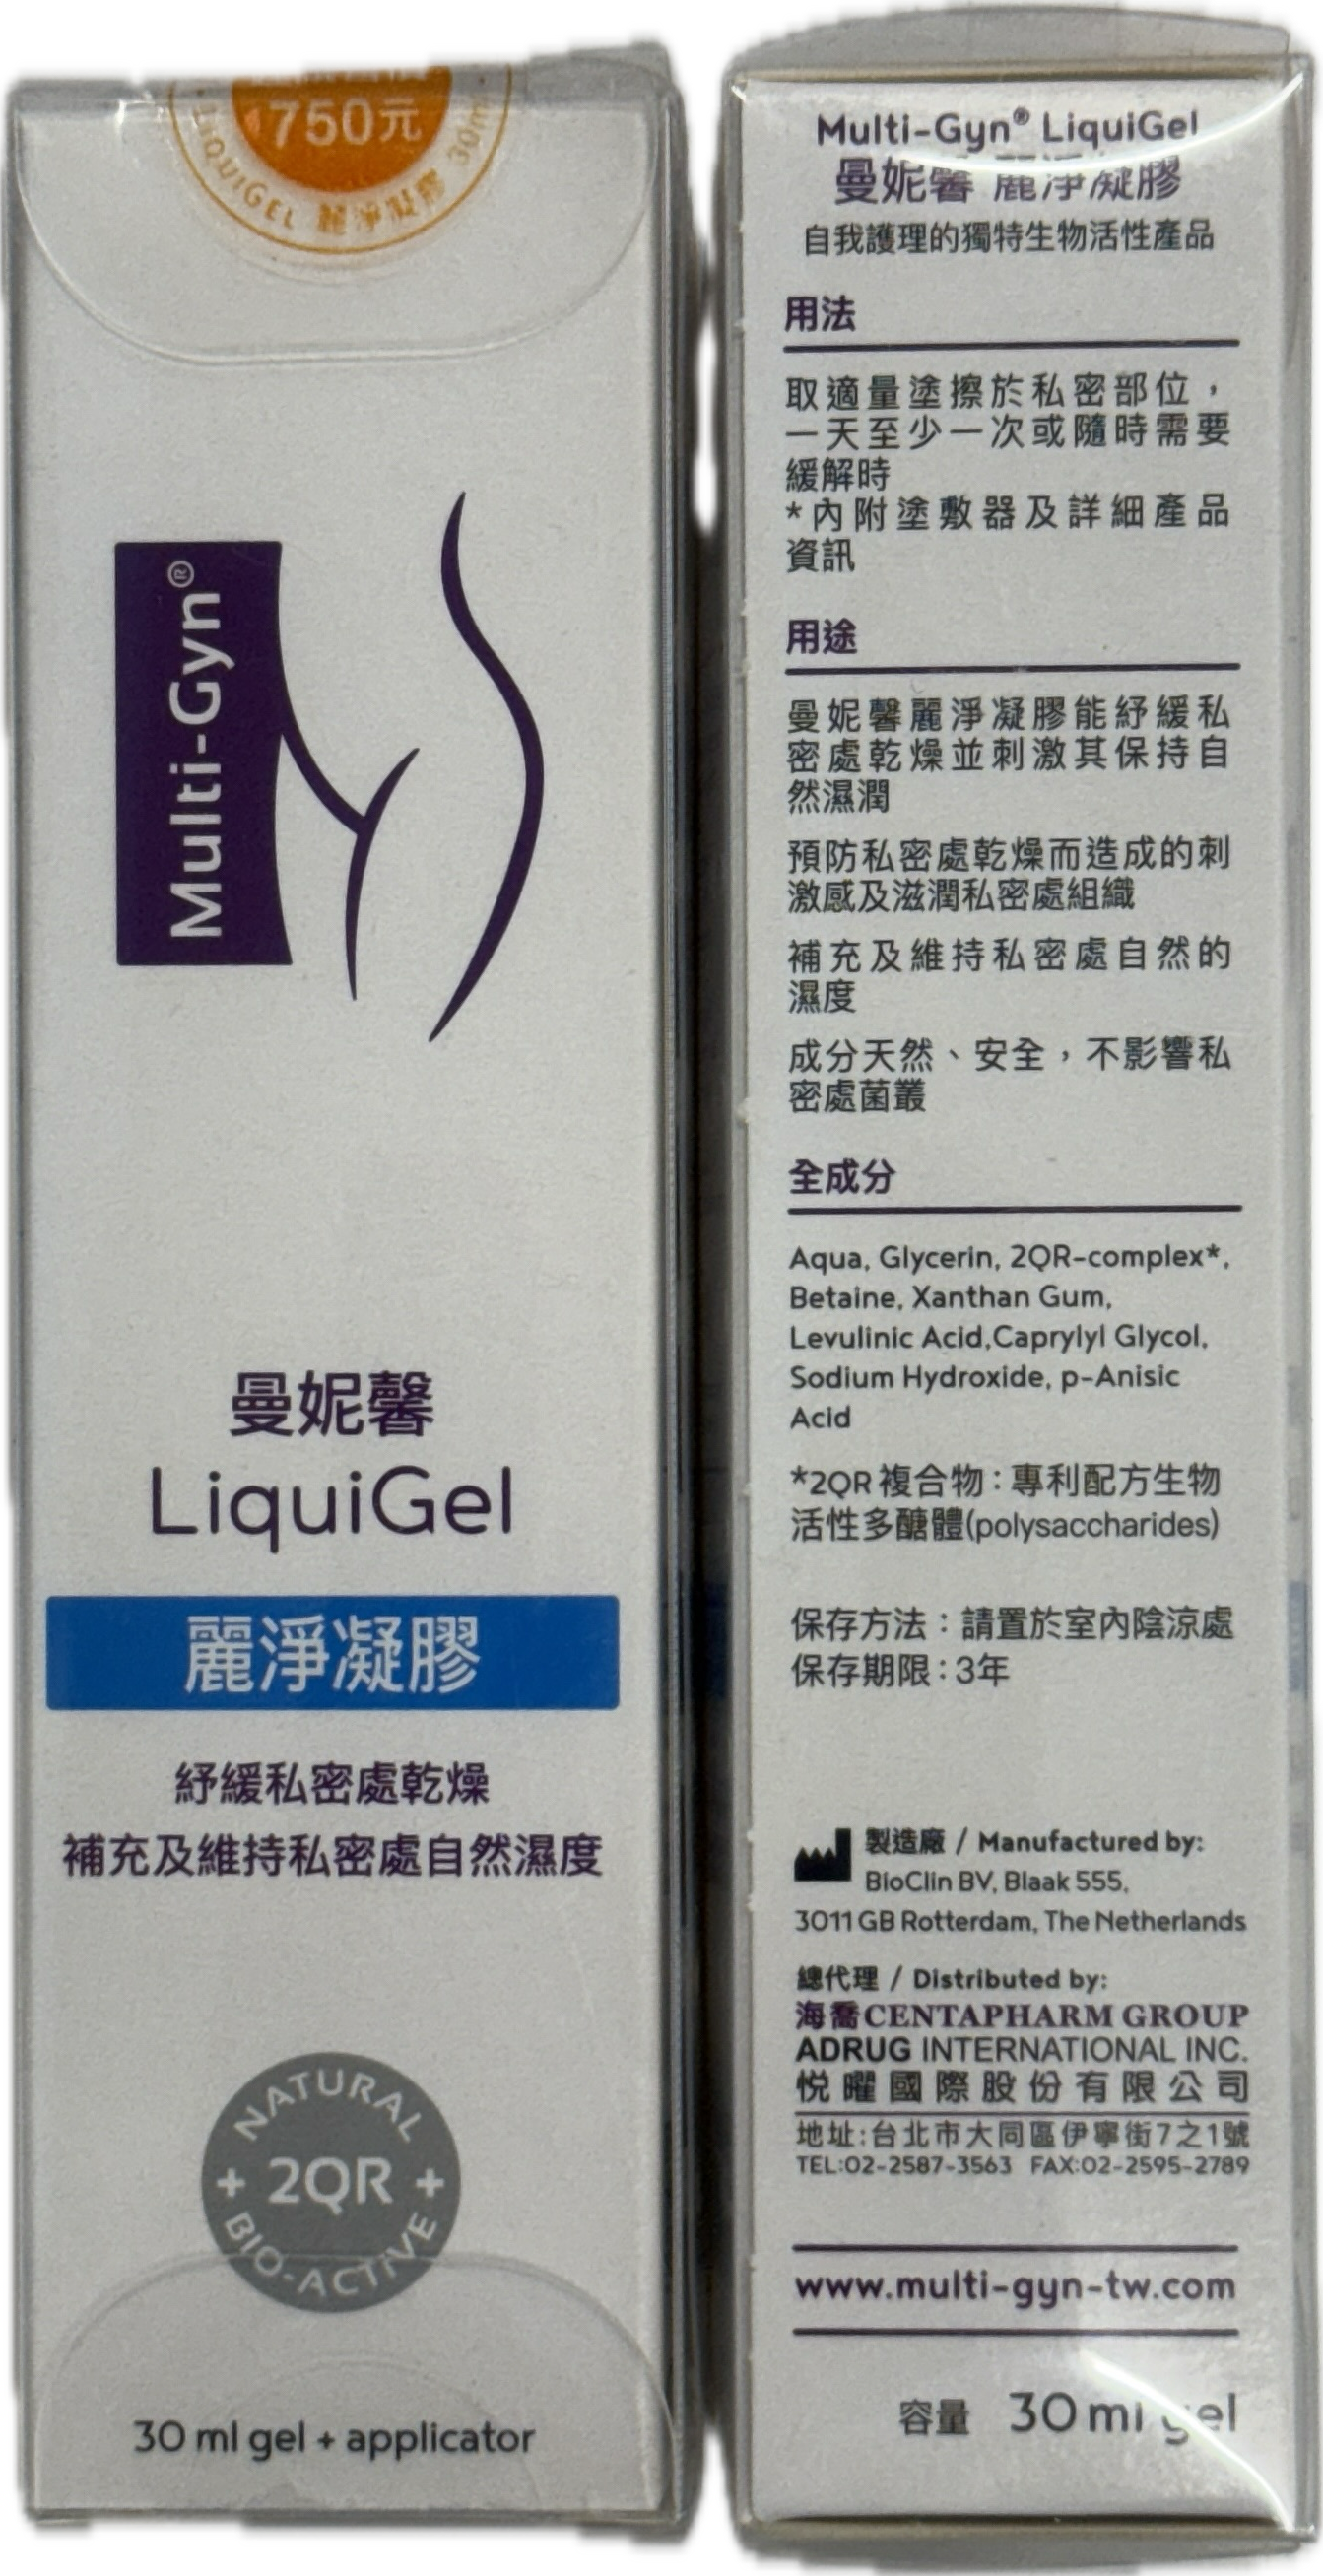 750元
LIQUIGEL 麗淨凝膠 30ml
Multi-Gyn®
曼妮馨
LiquiGel
麗淨凝膠
紓緩私密處乾燥
補充及維持私密處自然濕度
NATURAL
+ 2QR +
BIO-ACTIVE
30 ml gel + applicator
Multi-Gyn® LiquiGel
曼妮馨 麗淨凝膠
自我護理的獨特生物活性產品
用法
取適量塗擦於私密部位，
一天至少一次或隨時需要
緩解時
*內附塗敷器及詳細產品
資訊
用途
曼妮馨麗淨凝膠能紓緩私
密處乾燥並刺激其保持自
然濕潤
預防私密處乾燥而造成的刺
激感及滋潤私密處組織
補充及維持私密處自然的
濕度
成分天然、安全，不影響私
密處菌叢
全成分
Aqua, Glycerin, 2QR-complex*,
Betaine, Xanthan Gum,
Levulinic Acid,Caprylyl Glycol,
Sodium Hydroxide, p-Anisic
Acid
*2QR 複合物：專利配方生物
活性多醣體(polysaccharides)
保存方法：請置於室內陰涼處
保存期限：3年
製造廠 / Manufactured by:
BioClin BV, Blaak 555,
3011 GB Rotterdam, The Netherlands
總代理 / Distributed by:
海喬CENTAPHARM GROUP
ADRUG INTERNATIONAL INC.
悦曜國際股份有限公司
地址:台北市大同區伊寧街7之1號
TEL:02-2587-3563 FAX:02-2595-2789
www.multi-gyn-tw.com
容量 30 ml gel